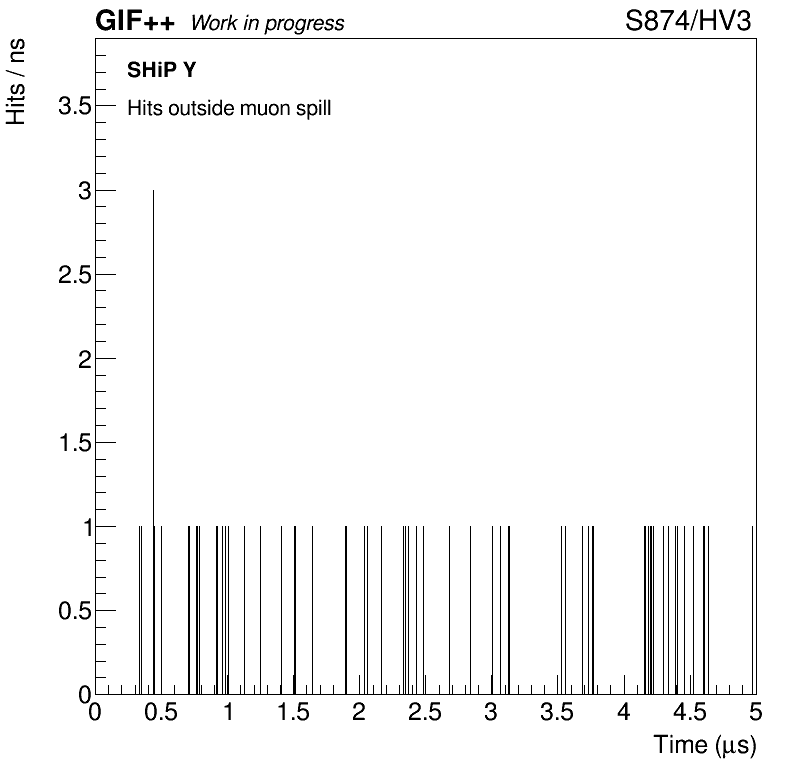 GIF++ Work in progress S874/HV3
Hits / ns
SHiP Y
Hits outside muon spill
3.5
3
2.5
2
1.5
1
0.5
0
0 0.5 1 1.5 2 2.5 3 3.5 4 4.5 5
Time (μs)